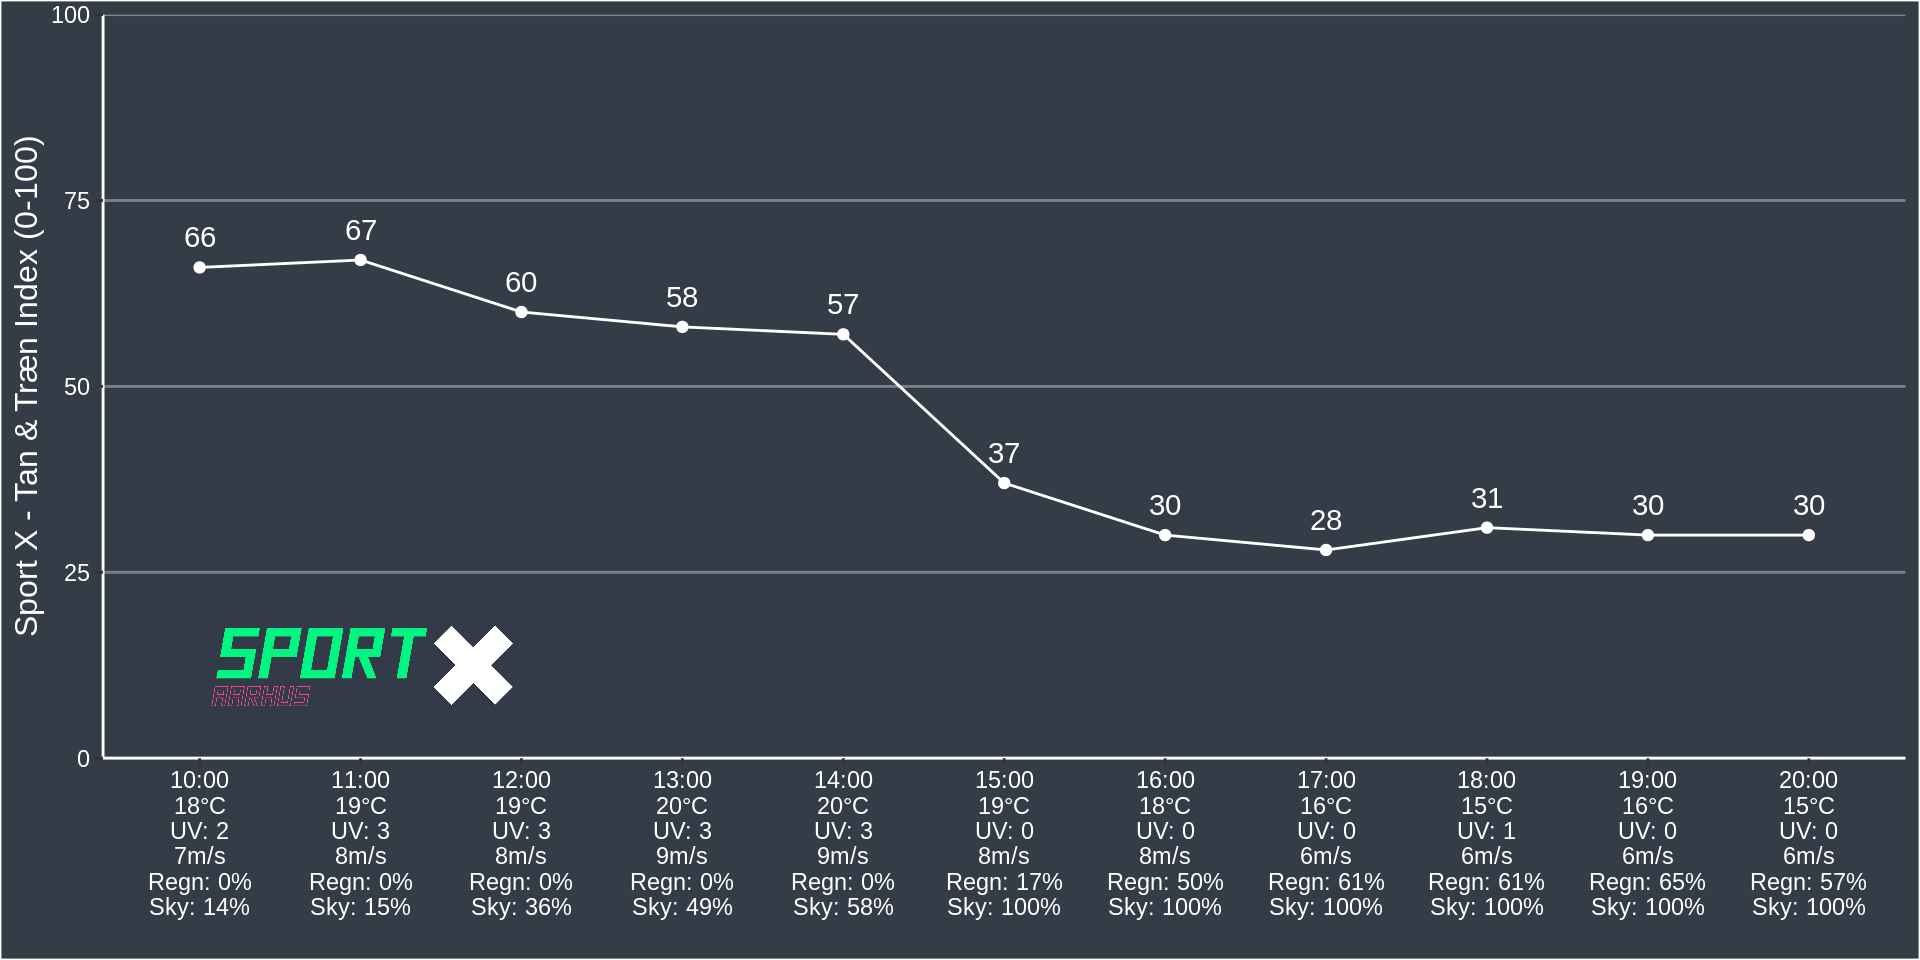 Sport X - Tan & Træn Index (0-100)
100
75
50
25
0
66
67
60
58
57
37
30
28
31
30
30
SPORT X
AARHUS
10:00
18°C
UV: 2
7m/s
Regn: 0%
Sky: 14%
11:00
19°C
UV: 3
8m/s
Regn: 0%
Sky: 15%
12:00
19°C
UV: 3
8m/s
Regn: 0%
Sky: 36%
13:00
20°C
UV: 3
9m/s
Regn: 0%
Sky: 49%
14:00
20°C
UV: 3
9m/s
Regn: 0%
Sky: 58%
15:00
19°C
UV: 0
8m/s
Regn: 17%
Sky: 100%
16:00
18°C
UV: 0
8m/s
Regn: 50%
Sky: 100%
17:00
16°C
UV: 0
6m/s
Regn: 61%
Sky: 100%
18:00
15°C
UV: 1
6m/s
Regn: 61%
Sky: 100%
19:00
16°C
UV: 0
6m/s
Regn: 65%
Sky: 100%
20:00
15°C
UV: 0
6m/s
Regn: 57%
Sky: 100%